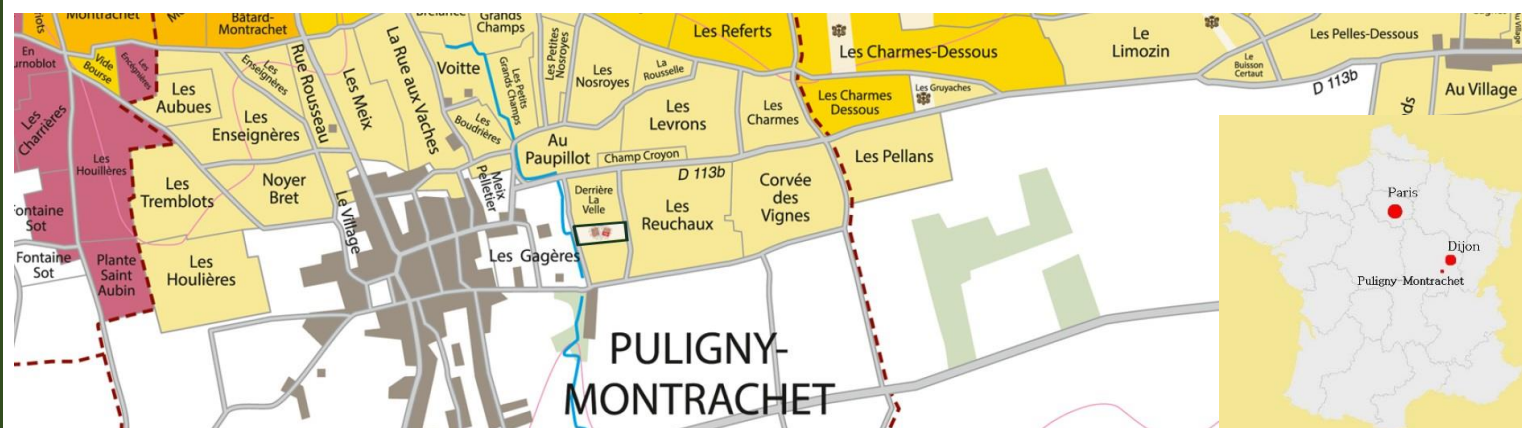 Montrachet
Bâtard-
Montrachet
En
Vide
Bourse
Les
Encégnières
Les
Charrières
Les
Houillères
Fontaine
Sot
Plante
Saint
Aubin
Les
Aubues
Les
Enseignères
Les
Enseignères
Les
Tremblots
Noyer
Bret
Les
Houlières
Rue Rousseau
Les Meix
La Rue aux Vaches
Le Village
Voitte
Grands
Champs
Les Petits
Grands Champs
Les Petites
Nosroyes
Les
Boudrières
Meix
Pelletier
Les
Nosroyes
La
Rousselle
Les Referts
Les
Levrons
Les
Charmes
Au
Paupillot
Champ Croyon
D 113b
Derrière
La
Velle
Les
Reuchaux
Corvée
des
Vignes
Les Gagères
Les Charmes-Dessous
Les Charmes
Dessous
Les Gruyaches
Les Pellans
Le
Limozin
Le
Buisson
Certaut
Les Pelles-Dessous
D 113b
Au Village
PULIGNY-
MONTRACHET
Paris
Dijon
Puligny Montrachet